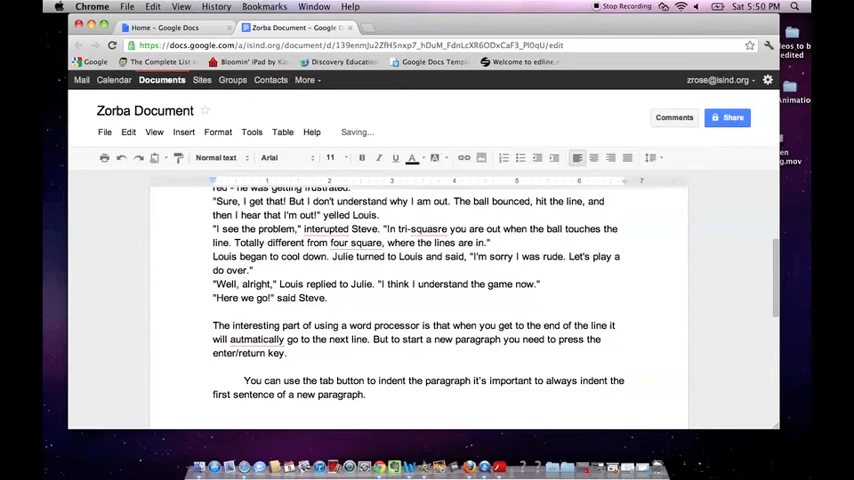 Chrome File Edit View History Bookmarks Window Help Stop Recording Sat 5:50 PM
Home – Google Docs Zorba Document – Google D
https://docs.google.com/a/isind.org/document/d/139enmJu2ZfH5nxp7_hDuM_FdnLcXR6ODxCaF3_PI0qU/edit
Google The Complete List Bloomin' iPad by Ka Discovery Education Google Docs Templ Welcome to edline.
Mail Calendar Documents Sites Groups Contacts More zrose@isind.org
Zorba Document
Comments Share
File Edit View Insert Format Tools Table Help Saving...
Normal text Arial 11 B I U A A
1 2 3 4 5 6 7
red - he was getting frustrated.
"Sure, I get that! But I don't understand why I am out. The ball bounced, hit the line, and
then I hear that I'm out!" yelled Louis.
"I see the problem," interupted Steve. "In tri-squasre you are out when the ball touches the
line. Totally different from four square, where the lines are in."
Louis began to cool down. Julie turned to Louis and said, "I'm sorry I was rude. Let's play a
do over."
"Well, alright," Louis replied to Julie. "I think I understand the game now."
"Here we go!" said Steve.
The interesting part of using a word processor is that when you get to the end of the line it
will autmatically go to the next line. But to start a new paragraph you need to press the
enter/return key.
You can use the tab button to indent the paragraph it's important to always indent the
first sentence of a new paragraph.